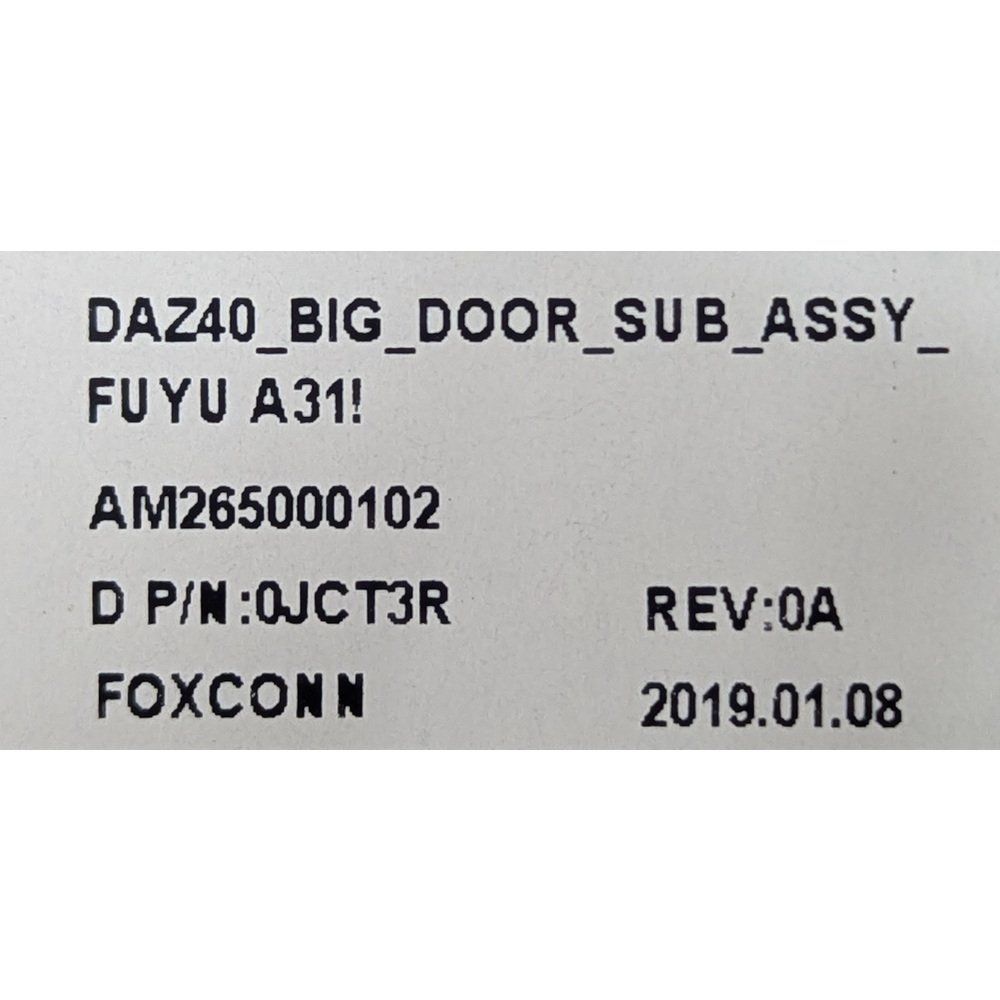 DAZ40_BIG_DOOR_SUB_ASSY_
FUYU A31!
AM265000102
D P/N:0JCT3R REV:0A
FOXCONN 2019.01.08